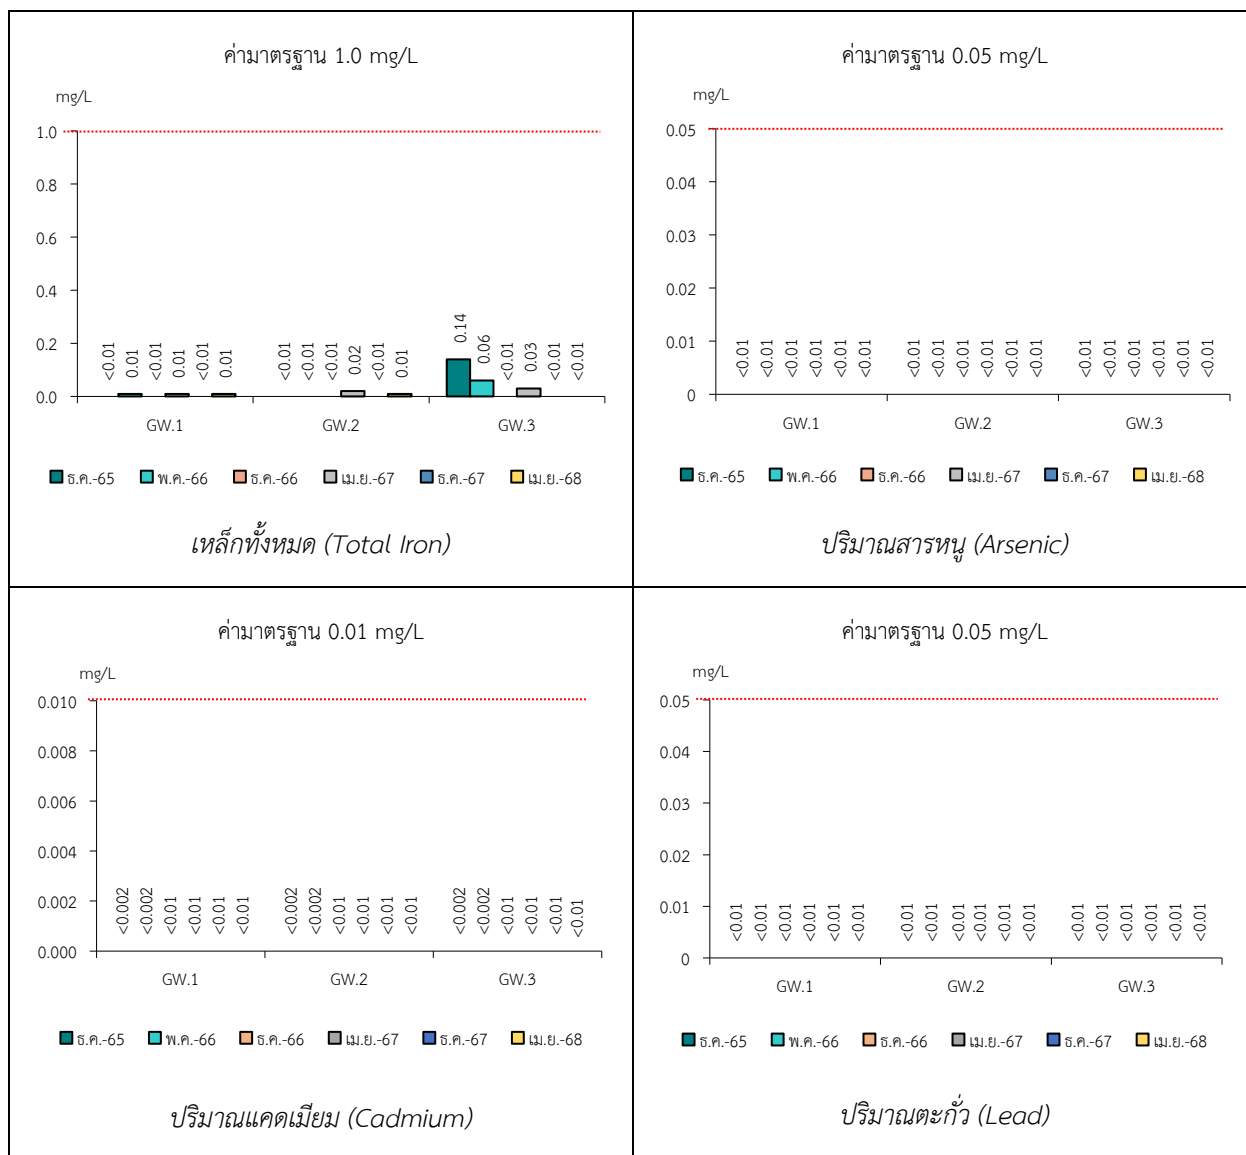 ค่ามาตรฐาน 1.0 mg/L
mg/L
1.0
0.8
0.6
0.4
0.2
0.0
<0.01 0.01 <0.01 0.01 <0.01 0.01
<0.01 <0.01 <0.01 0.02 <0.01 0.01
0.14 0.06 <0.01 0.03 <0.01 <0.01
GW.1 GW.2 GW.3
ธ.ค.-65 พ.ค.-66 ธ.ค.-66 เม.ย.-67 ธ.ค.-67 เม.ย.-68
เหล็กทั้งหมด (Total Iron)
ค่ามาตรฐาน 0.05 mg/L
mg/L
0.05
0.04
0.03
0.02
0.01
0
<0.01 <0.01 <0.01 <0.01 <0.01 <0.01
<0.01 <0.01 <0.01 <0.01 <0.01 <0.01
<0.01 <0.01 <0.01 <0.01 <0.01 <0.01
GW.1 GW.2 GW.3
ธ.ค.-65 พ.ค.-66 ธ.ค.-66 เม.ย.-67 ธ.ค.-67 เม.ย.-68
ปริมาณสารหนู (Arsenic)
ค่ามาตรฐาน 0.01 mg/L
mg/L
0.010
0.008
0.006
0.004
0.002
0.000
<0.002 <0.002 <0.01 <0.01 <0.01 <0.01
<0.002 <0.002 <0.01 <0.01 <0.01 <0.01
<0.002 <0.002 <0.01 <0.01 <0.01 <0.01
GW.1 GW.2 GW.3
ธ.ค.-65 พ.ค.-66 ธ.ค.-66 เม.ย.-67 ธ.ค.-67 เม.ย.-68
ปริมาณแคดเมียม (Cadmium)
ค่ามาตรฐาน 0.05 mg/L
mg/L
0.05
0.04
0.03
0.02
0.01
0
<0.01 <0.01 <0.01 <0.01 <0.01 <0.01
<0.01 <0.01 <0.01 <0.01 <0.01 <0.01
<0.01 <0.01 <0.01 <0.01 <0.01 <0.01
GW.1 GW.2 GW.3
ธ.ค.-65 พ.ค.-66 ธ.ค.-66 เม.ย.-67 ธ.ค.-67 เม.ย.-68
ปริมาณตะกั่ว (Lead)